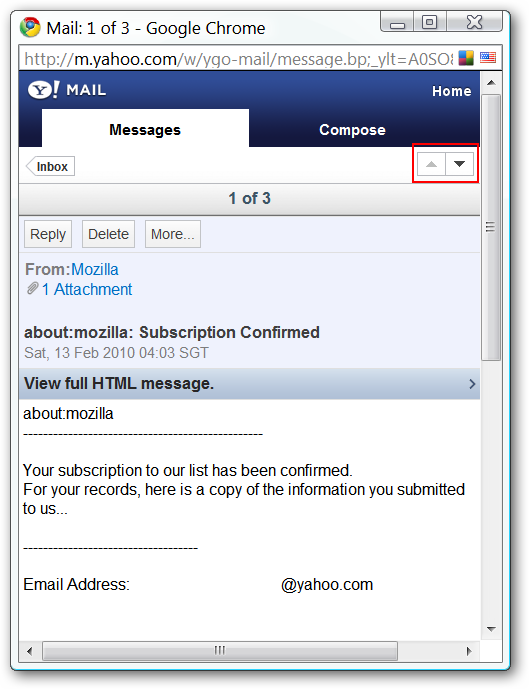 Mail: 1 of 3 - Google Chrome
http://m.yahoo.com/w/ygo-mail/message.bp;_ylt=A0SO8
Y! MAIL
Home
Messages
Compose
Inbox
1 of 3
Reply Delete More...
From:Mozilla
1 Attachment
about:mozilla: Subscription Confirmed
Sat, 13 Feb 2010 04:03 SGT
View full HTML message.
about:mozilla
------------------------------------------------
Your subscription to our list has been confirmed.
For your records, here is a copy of the information you submitted
to us...
-----------------------------------
Email Address: @yahoo.com